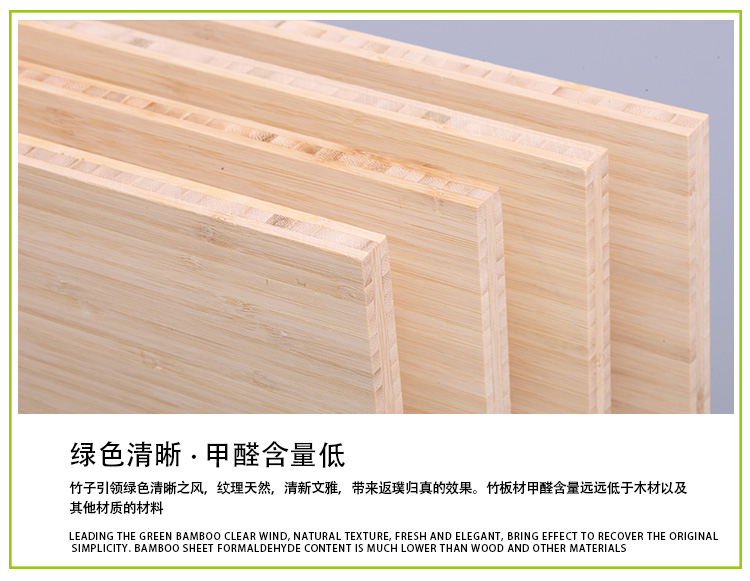 绿色清晰 · 甲醛含量低
竹子引领绿色清晰之风，纹理天然，清新文雅，带来返璞归真的效果。竹板材甲醛含量远远低于木材以及
其他材质的材料
LEADING THE GREEN BAMBOO CLEAR WIND, NATURAL TEXTURE, FRESH AND ELEGANT, BRING EFFECT TO RECOVER THE ORIGINAL
SIMPLICITY. BAMBOO SHEET FORMALDEHYDE CONTENT IS MUCH LOWER THAN WOOD AND OTHER MATERIALS